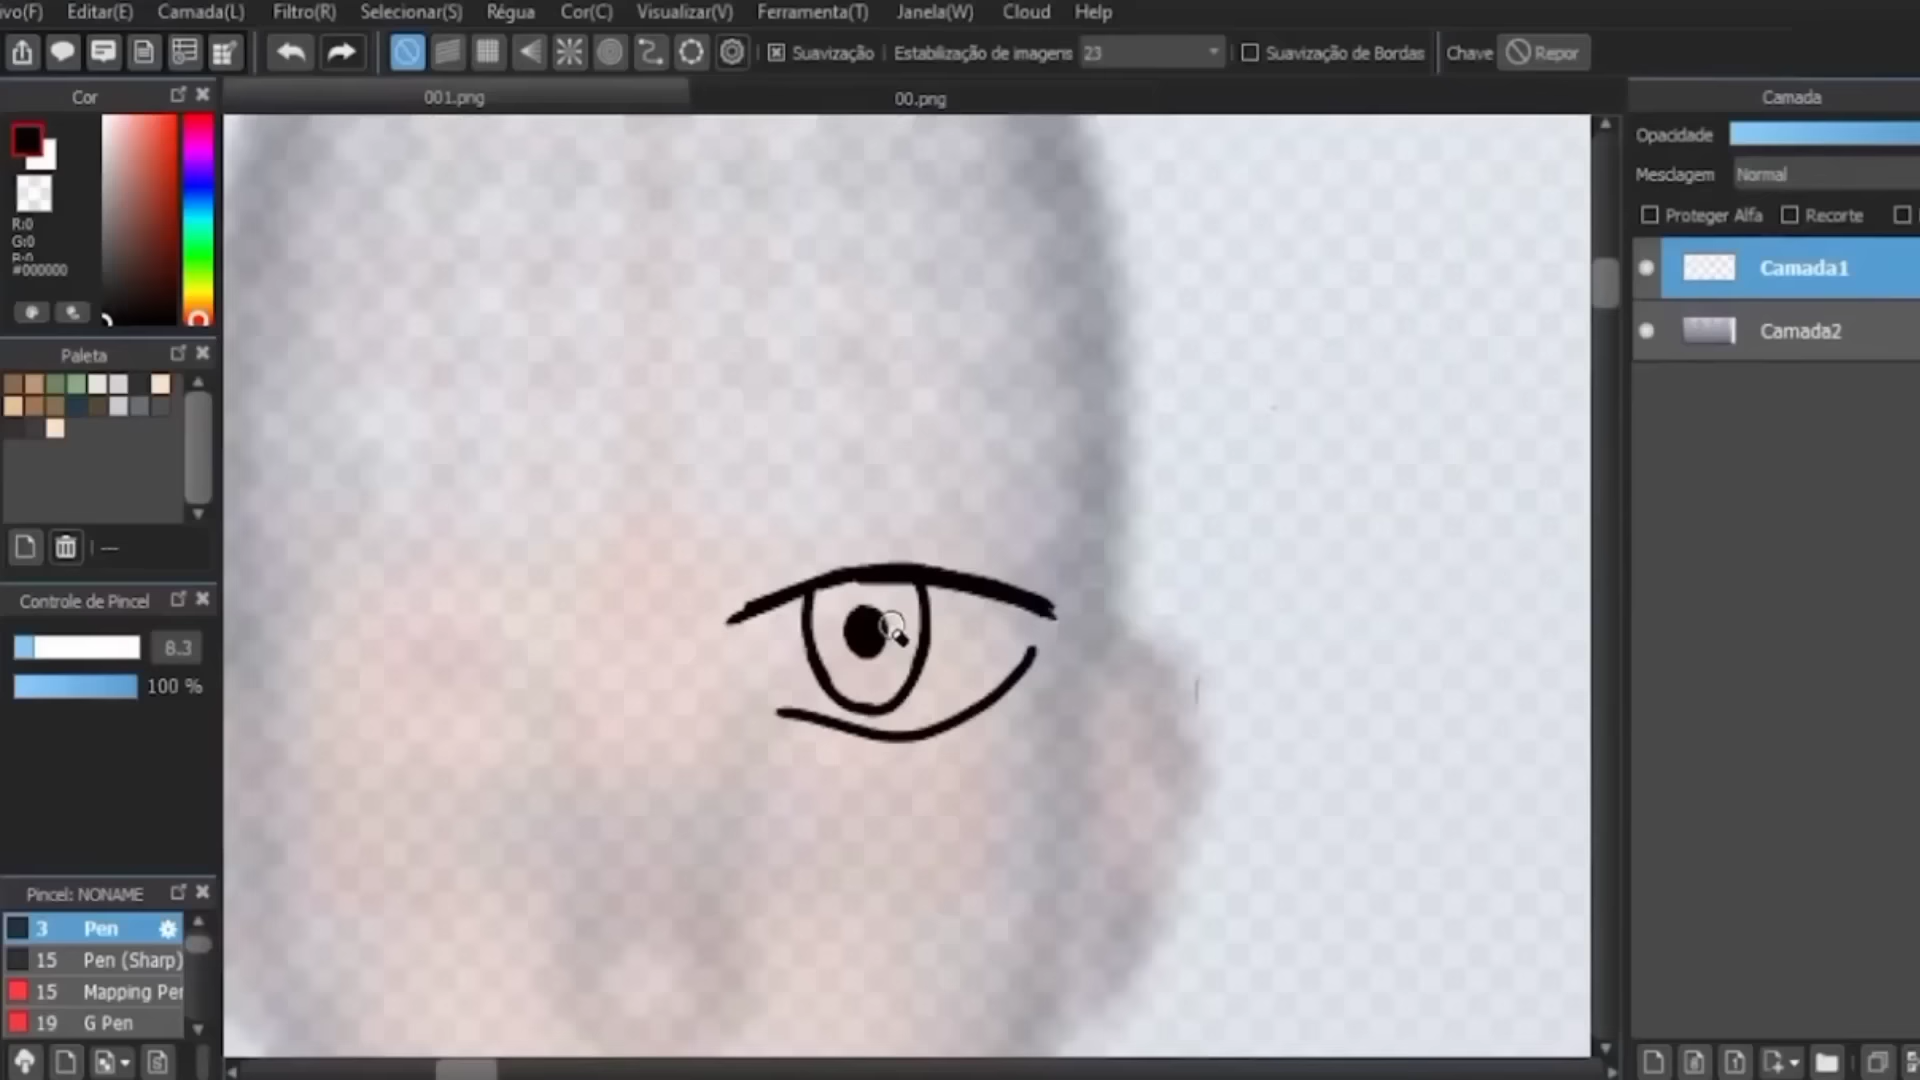 ivo(F) Editar(E) Camada(L) Filtro(R) Selecionar(S) Régua Cor(C) Visualizar(V) Ferramenta(T) Janela(W) Cloud Help
Suavização Estabilização de imagens 23 Suavização de Bordas Chave Repor
Cor
001.png 00.png
Camada
R:0
G:0
B:0
#000000
Opacidade
Mesclagem Normal
Proteger Alfa Recorte
Camada1
Camada2
Paleta
---
Controle de Pincel
8.3
100 %
Pincel: NONAME
3 Pen
15 Pen (Sharp)
15 Mapping Per
19 G Pen